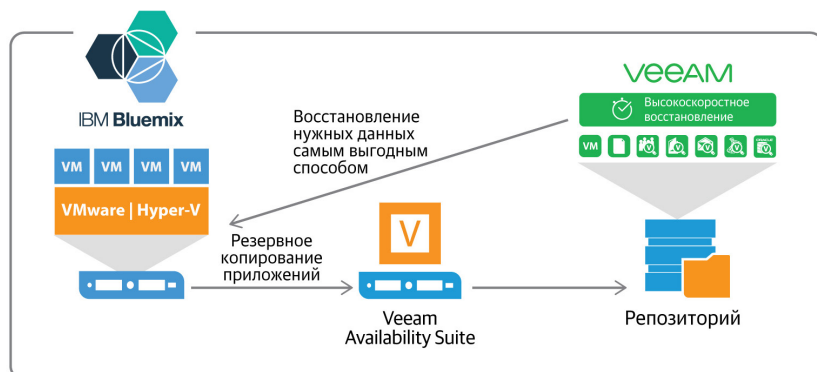 IBM Bluemix
VM VM VM VM
VMware | Hyper-V
Восстановление
нужных данных
самым выгодным
способом
Резервное
копирование
приложений
V
Veeam
Availability Suite
VEEAM
Высокоскоростное
восстановление
VM
Репозиторий